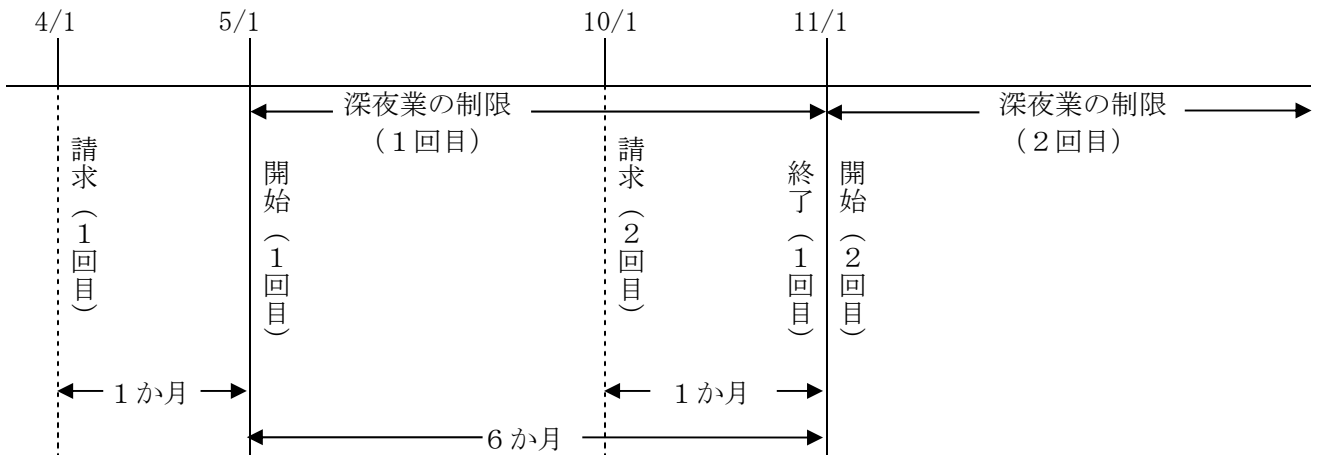 4/1
5/1
10/1
11/1
深夜業の制限
（１回目）
深夜業の制限
（２回目）
請求（１回目）
開始（１回目）
請求（２回目）
終了（１回目）
開始（２回目）
１か月
１か月
６か月